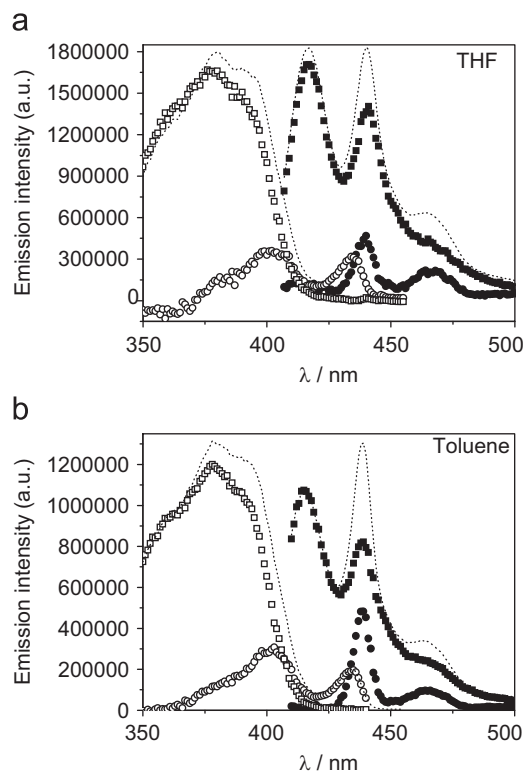 a
THF
Emission intensity (a.u.)
1800000
1500000
1200000
900000
600000
300000
0
350 400 450 500
λ / nm
b
Toluene
Emission intensity (a.u.)
1200000
1000000
800000
600000
400000
200000
0
350 400 450 500
λ / nm